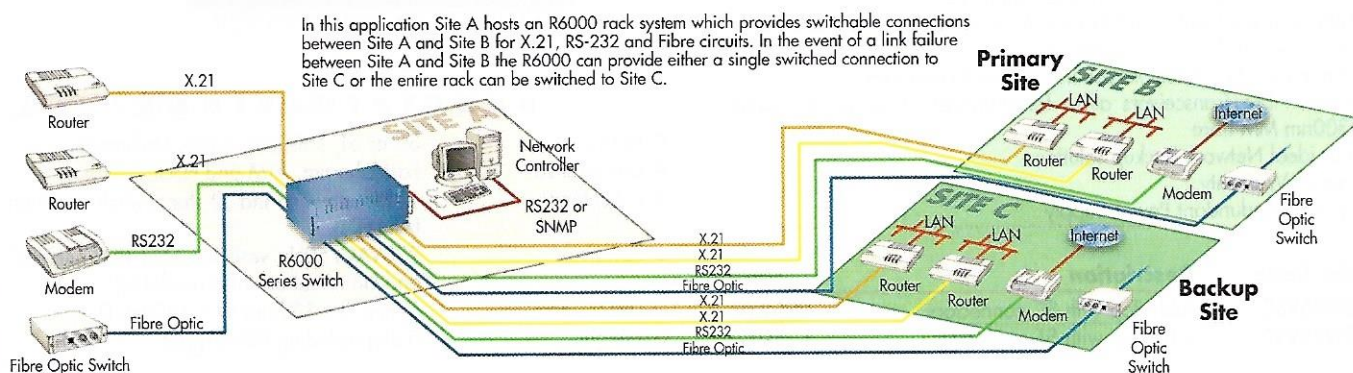 In this application Site A hosts an R6000 rack system which provides switchable connections
between Site A and Site B for X.21, RS-232 and Fibre circuits. In the event of a link failure
between Site A and Site B the R6000 can provide either a single switched connection to
Site C or the entire rack can be switched to Site C.
X.21
Router
X.21
Router
RS232
Modem
Fibre Optic
Fibre Optic Switch
SITE A
Network
Controller
RS232 or
SNMP
R6000
Series Switch
X.21
X.21
RS232
Fibre Optic
X.21
X.21
RS232
Fibre Optic
Primary
Site
SITE B
LAN
LAN
Internet
Router
Router
Modem
Fibre
Optic
Switch
SITE C
LAN
LAN
Internet
Router
Router
Modem
Fibre
Optic
Switch
Backup
Site